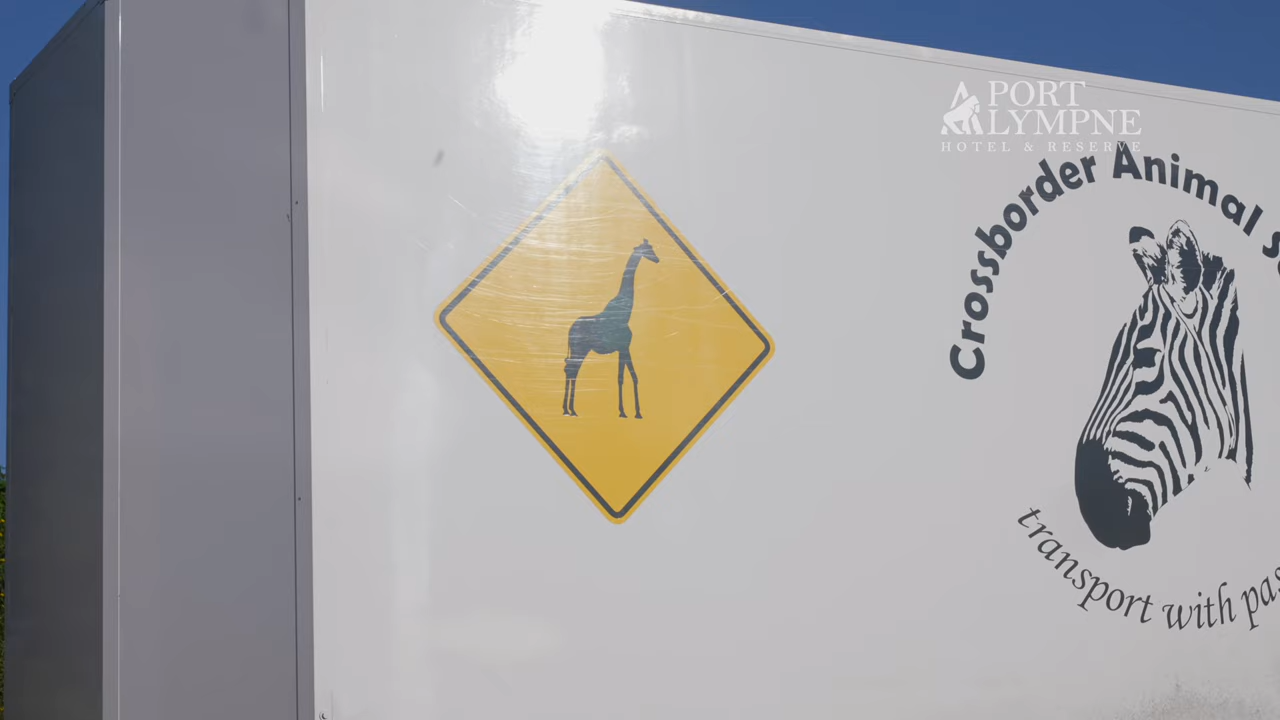 PORT
LYMPNE
HOTEL & RESERVE
Crossborder Animal
transport with